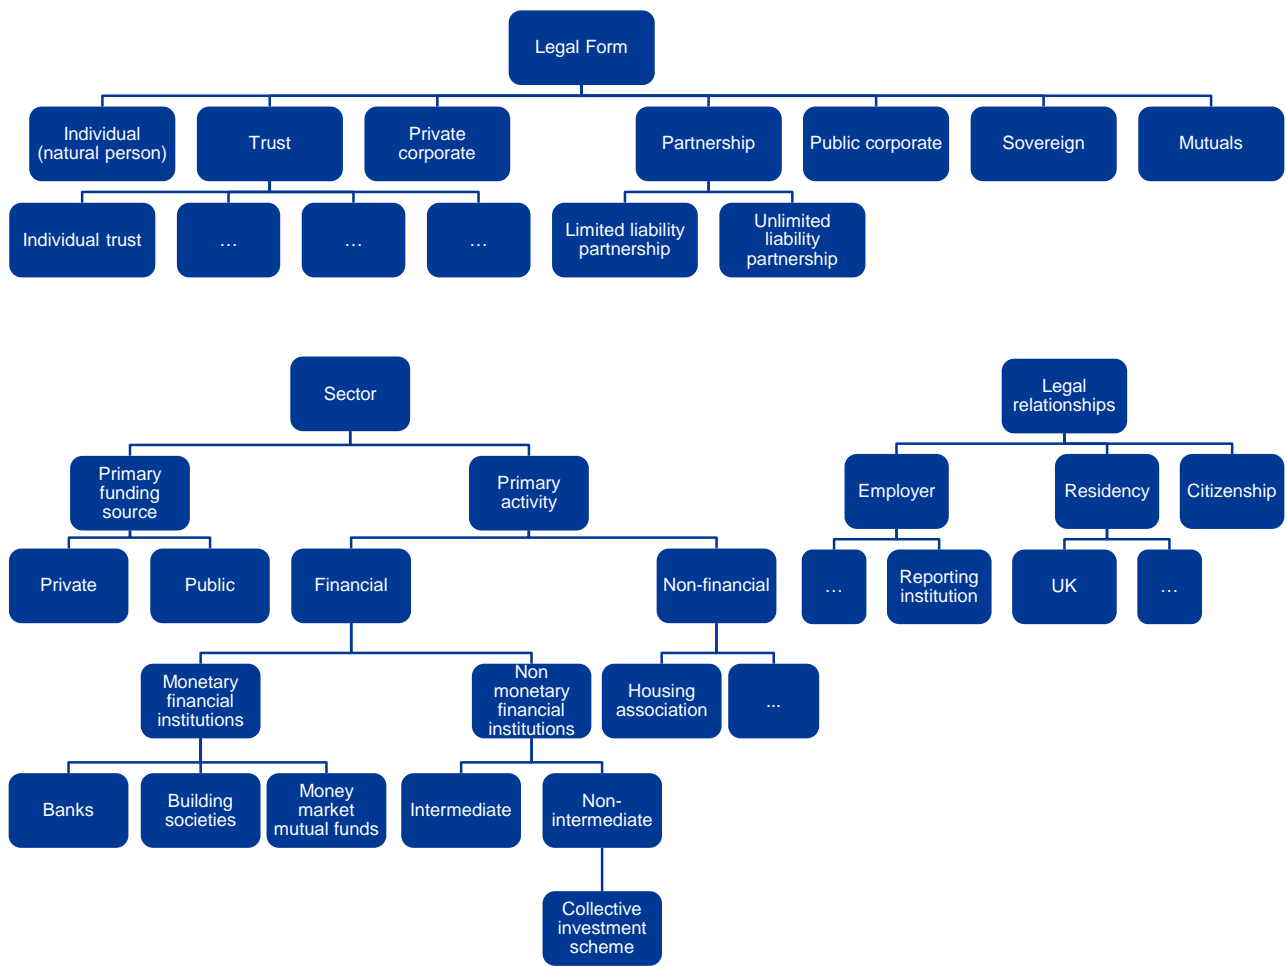 Legal Form
Individual
(natural person)
Trust
Private
corporate
Partnership
Public corporate
Sovereign
Mutuals
Individual trust
…
…
…
Limited liability
partnership
Unlimited
liability
partnership
Sector
Legal
relationships
Primary
funding
source
Primary
activity
Employer
Residency
Citizenship
Private
Public
Financial
Non-financial
…
Reporting
institution
UK
…
Monetary
financial
institutions
Non
monetary
financial
institutions
Housing
association
...
Banks
Building
societies
Money
market
mutual funds
Intermediate
Non-
intermediate
Collective
investment
scheme